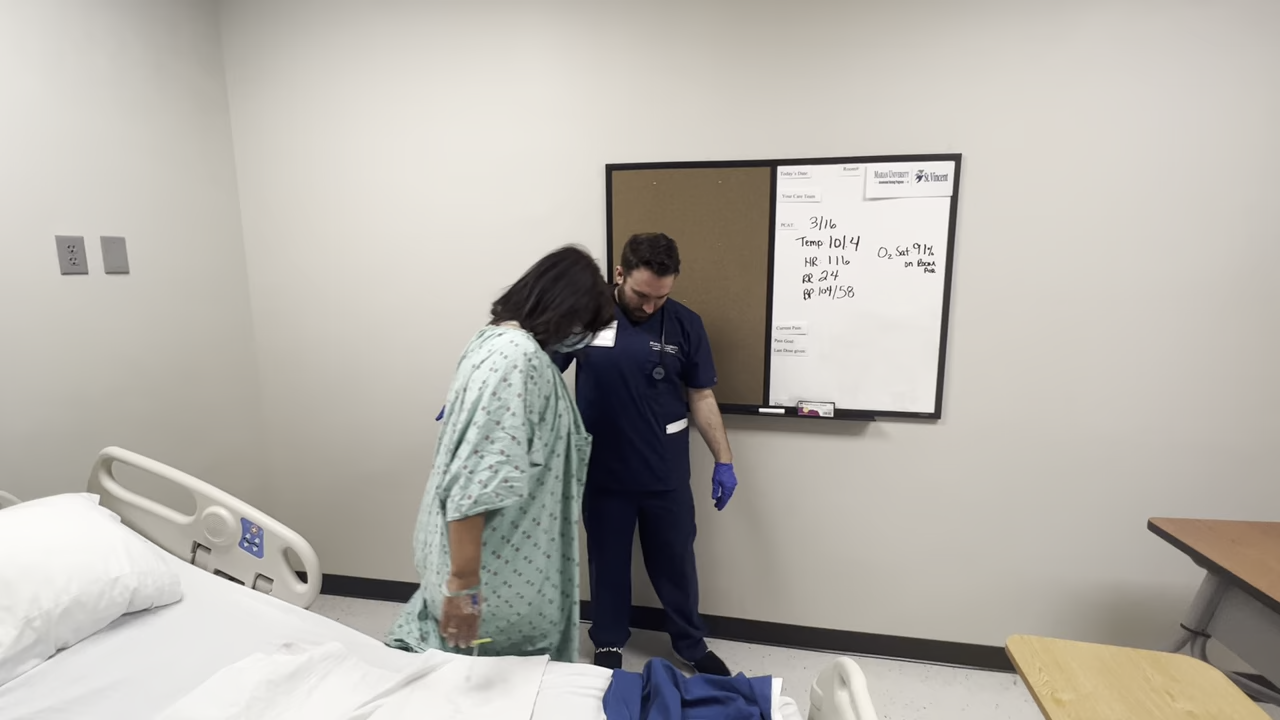 Today's Date:
Room#:
MARIAN UNIVERSITY
St. Vincent
Your Care Team:
PCAT:
3/16
Temp 101.4
HR 116
RR 24
BP 104/58
O2 Sat 91%
on Room
Air
Current Pain:
Pain Goal:
Last Dose given: